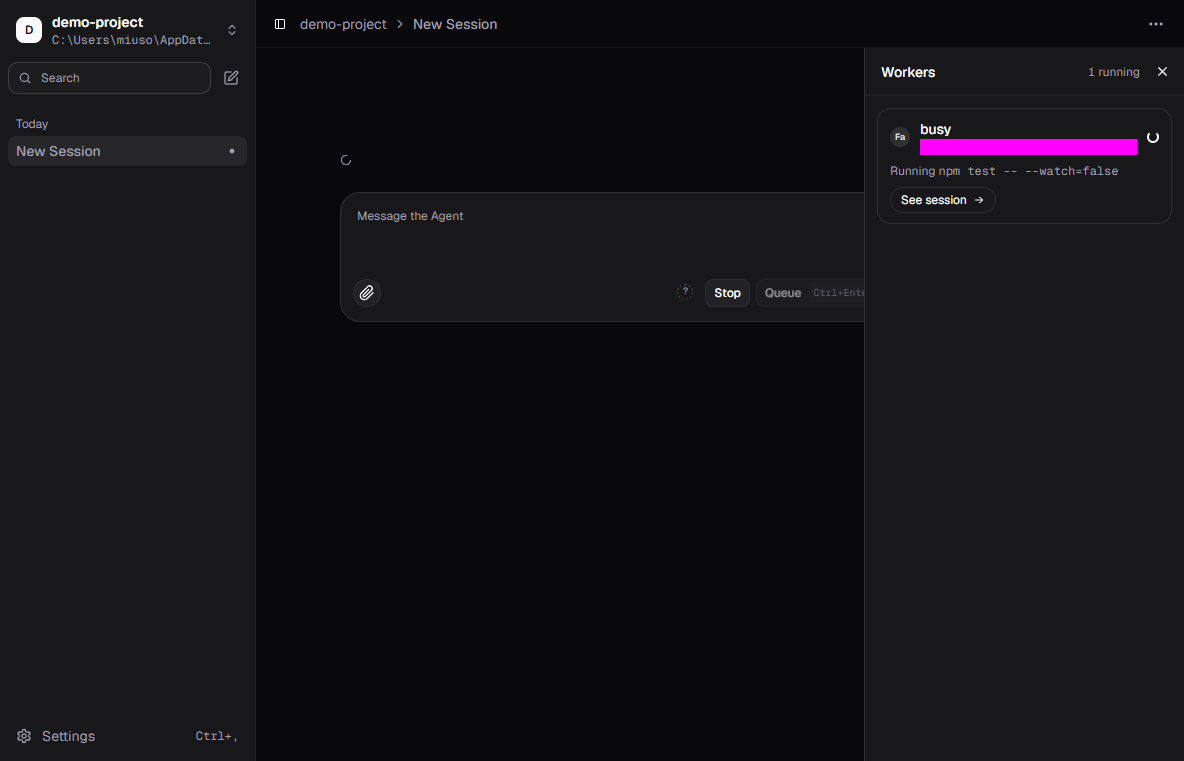 D
demo-project
C:\Users\miuso\AppDat…
Search
Today
New Session
Settings
Ctrl+,
demo-project > New Session
Message the Agent
?
Stop
Queue
Ctrl+Ente
Workers
1 running
Fa
busy
Running npm test -- --watch=false
See session →